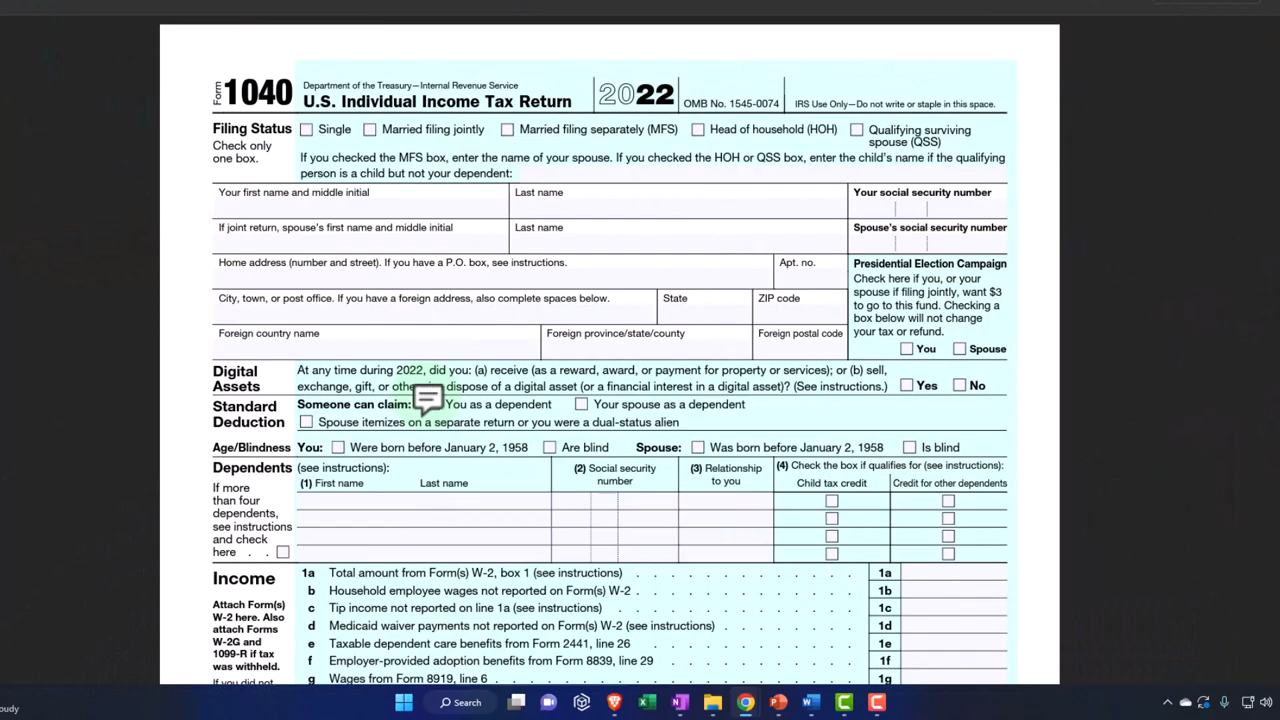 Form 1040 Department of the Treasury—Internal Revenue Service
U.S. Individual Income Tax Return 2022 OMB No. 1545-0074 IRS Use Only—Do not write or staple in this space.
Filing Status Single Married filing jointly Married filing separately (MFS) Head of household (HOH) Qualifying surviving spouse (QSS)
Check only
one box.
If you checked the MFS box, enter the name of your spouse. If you checked the HOH or QSS box, enter the child's name if the qualifying
person is a child but not your dependent:
Your first name and middle initial Last name Your social security number
If joint return, spouse's first name and middle initial Last name Spouse's social security number
Home address (number and street). If you have a P.O. box, see instructions. Apt. no.
City, town, or post office. If you have a foreign address, also complete spaces below. State ZIP code
Foreign country name Foreign province/state/county Foreign postal code
Presidential Election Campaign
Check here if you, or your
spouse if filing jointly, want $3
to go to this fund. Checking a
box below will not change
your tax or refund.
You Spouse
Digital
Assets
At any time during 2022, did you: (a) receive (as a reward, award, or payment for property or services); or (b) sell,
exchange, gift, or dispose of a digital asset (or a financial interest in a digital asset)? (See instructions.) Yes No
Standard
Deduction
Someone can claim: You as a dependent Your spouse as a dependent
Spouse itemizes on a separate return or you were a dual-status alien
Age/Blindness You: Were born before January 2, 1958 Are blind Spouse: Was born before January 2, 1958 Is blind
Dependents (see instructions): (2) Social security number (3) Relationship to you (4) Check the box if qualifies for (see instructions):
(1) First name Last name Child tax credit Credit for other dependents
If more
than four
dependents,
see instructions
and check
here . .
Income
Attach Form(s)
W-2 here. Also
attach Forms
W-2G and
1099-R if tax
was withheld.
If you did not
1a Total amount from Form(s) W-2, box 1 (see instructions) . . . . . . . . . . . . . 1a
b Household employee wages not reported on Form(s) W-2 . . . . . . . . . . . . . 1b
c Tip income not reported on line 1a (see instructions) . . . . . . . . . . . . . . 1c
d Medicaid waiver payments not reported on Form(s) W-2 (see instructions) . . . . . . . . 1d
e Taxable dependent care benefits from Form 2441, line 26 . . . . . . . . . . . . 1e
f Employer-provided adoption benefits from Form 8839, line 29 . . . . . . . . . . . 1f
g Wages from Form 8919, line 6 . . . . . . . . . . . . . . . . . . . . . 1g
Search